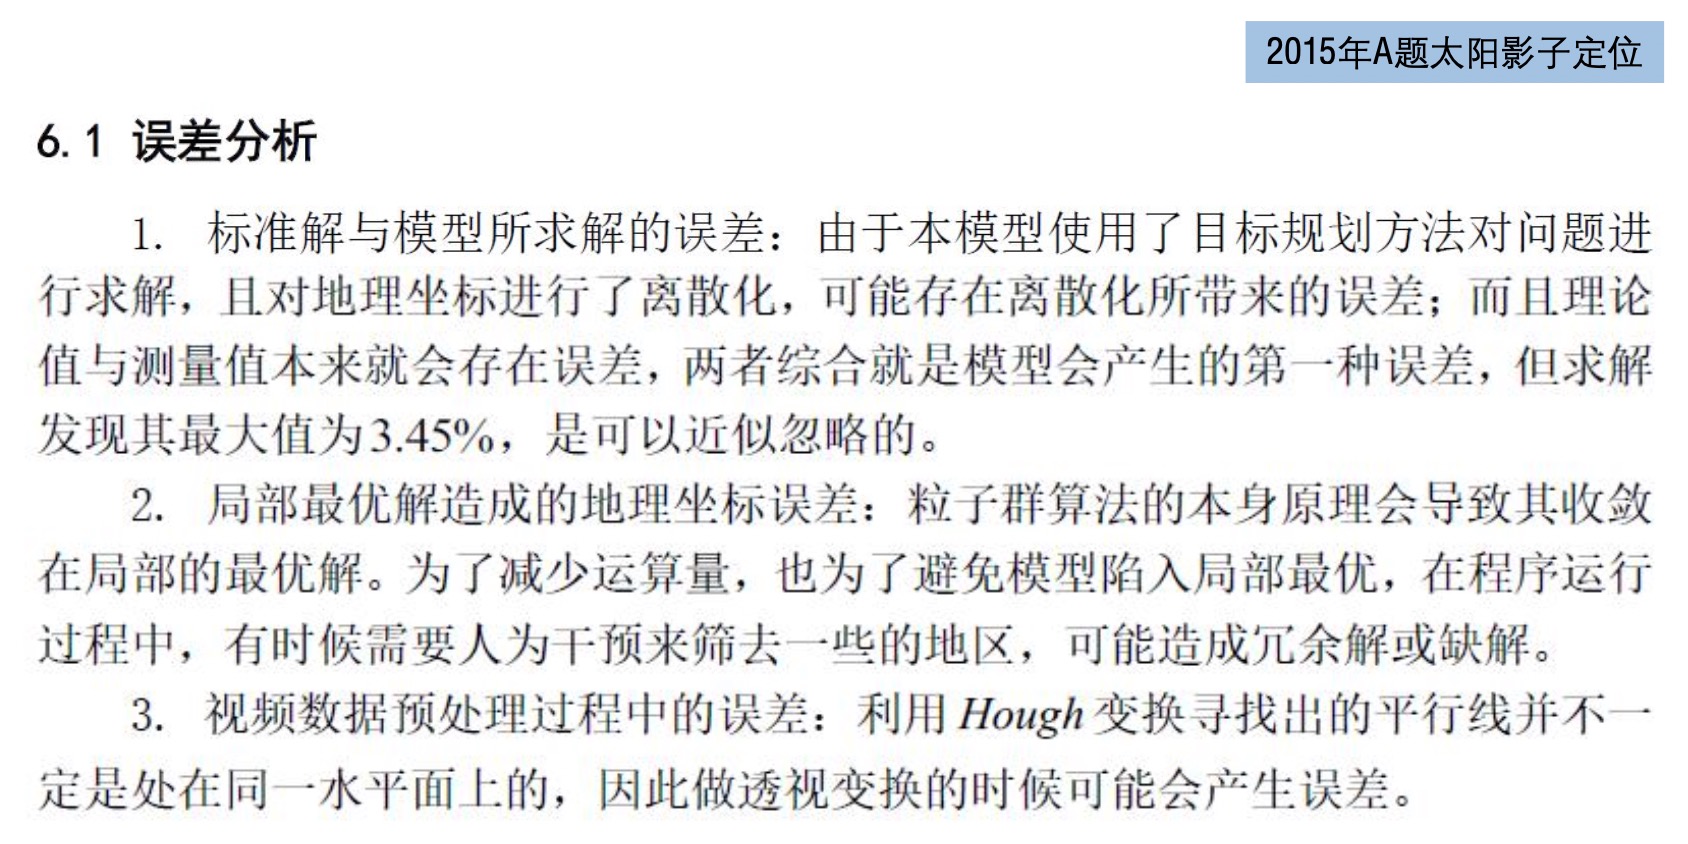 2015年A题太阳影子定位
6.1 误差分析
1. 标准解与模型所求解的误差：由于本模型使用了目标规划方法对问题进
行求解，且对地理坐标进行了离散化，可能存在离散化所带来的误差；而且理论
值与测量值本来就会存在误差，两者综合就是模型会产生的第一种误差，但求解
发现其最大值为3.45%，是可以近似忽略的。
2. 局部最优解造成的地理坐标误差：粒子群算法的本身原理会导致其收敛
在局部的最优解。为了减少运算量，也为了避免模型陷入局部最优，在程序运行
过程中，有时候需要人为干预来筛去一些的地区，可能造成冗余解或缺解。
3. 视频数据预处理过程中的误差：利用Hough变换寻找出的平行线并不一
定是处在同一水平面上的，因此做透视变换的时候可能会产生误差。